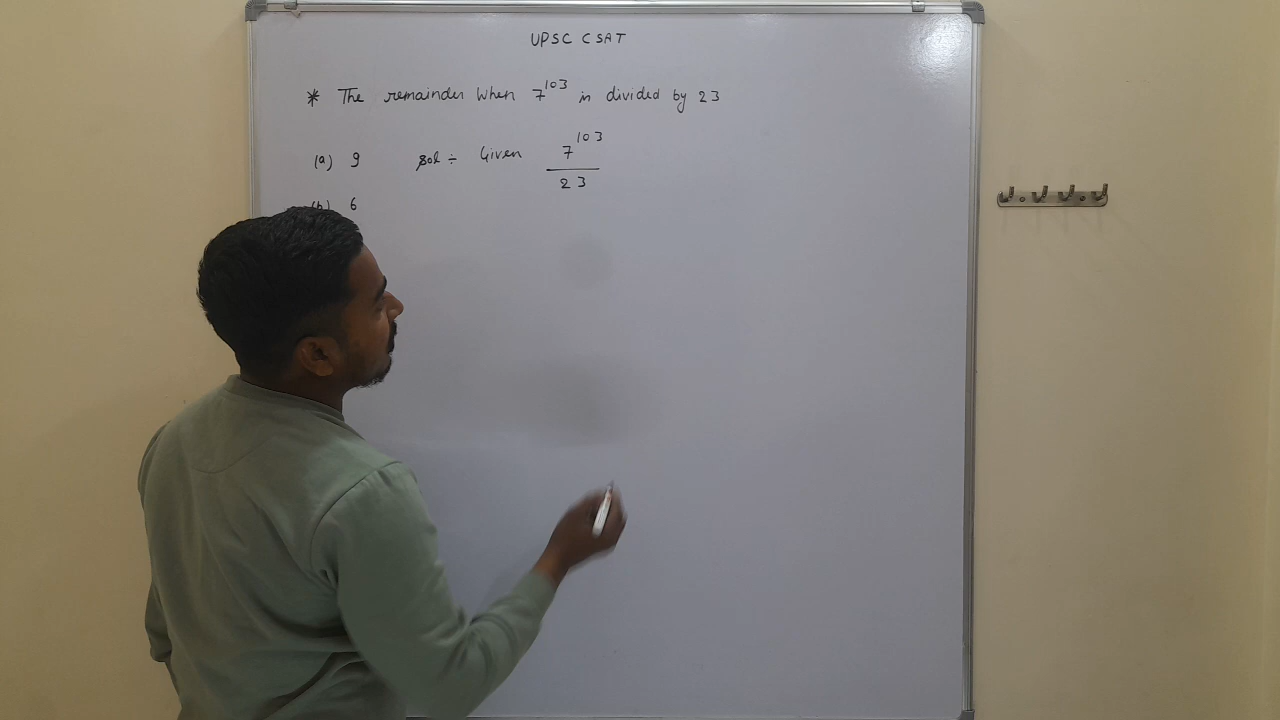 UPSC CSAT
* The remainder when 7^103 is divided by 23
(a) 9
sol ÷ Given 7^103
23
(b) 6